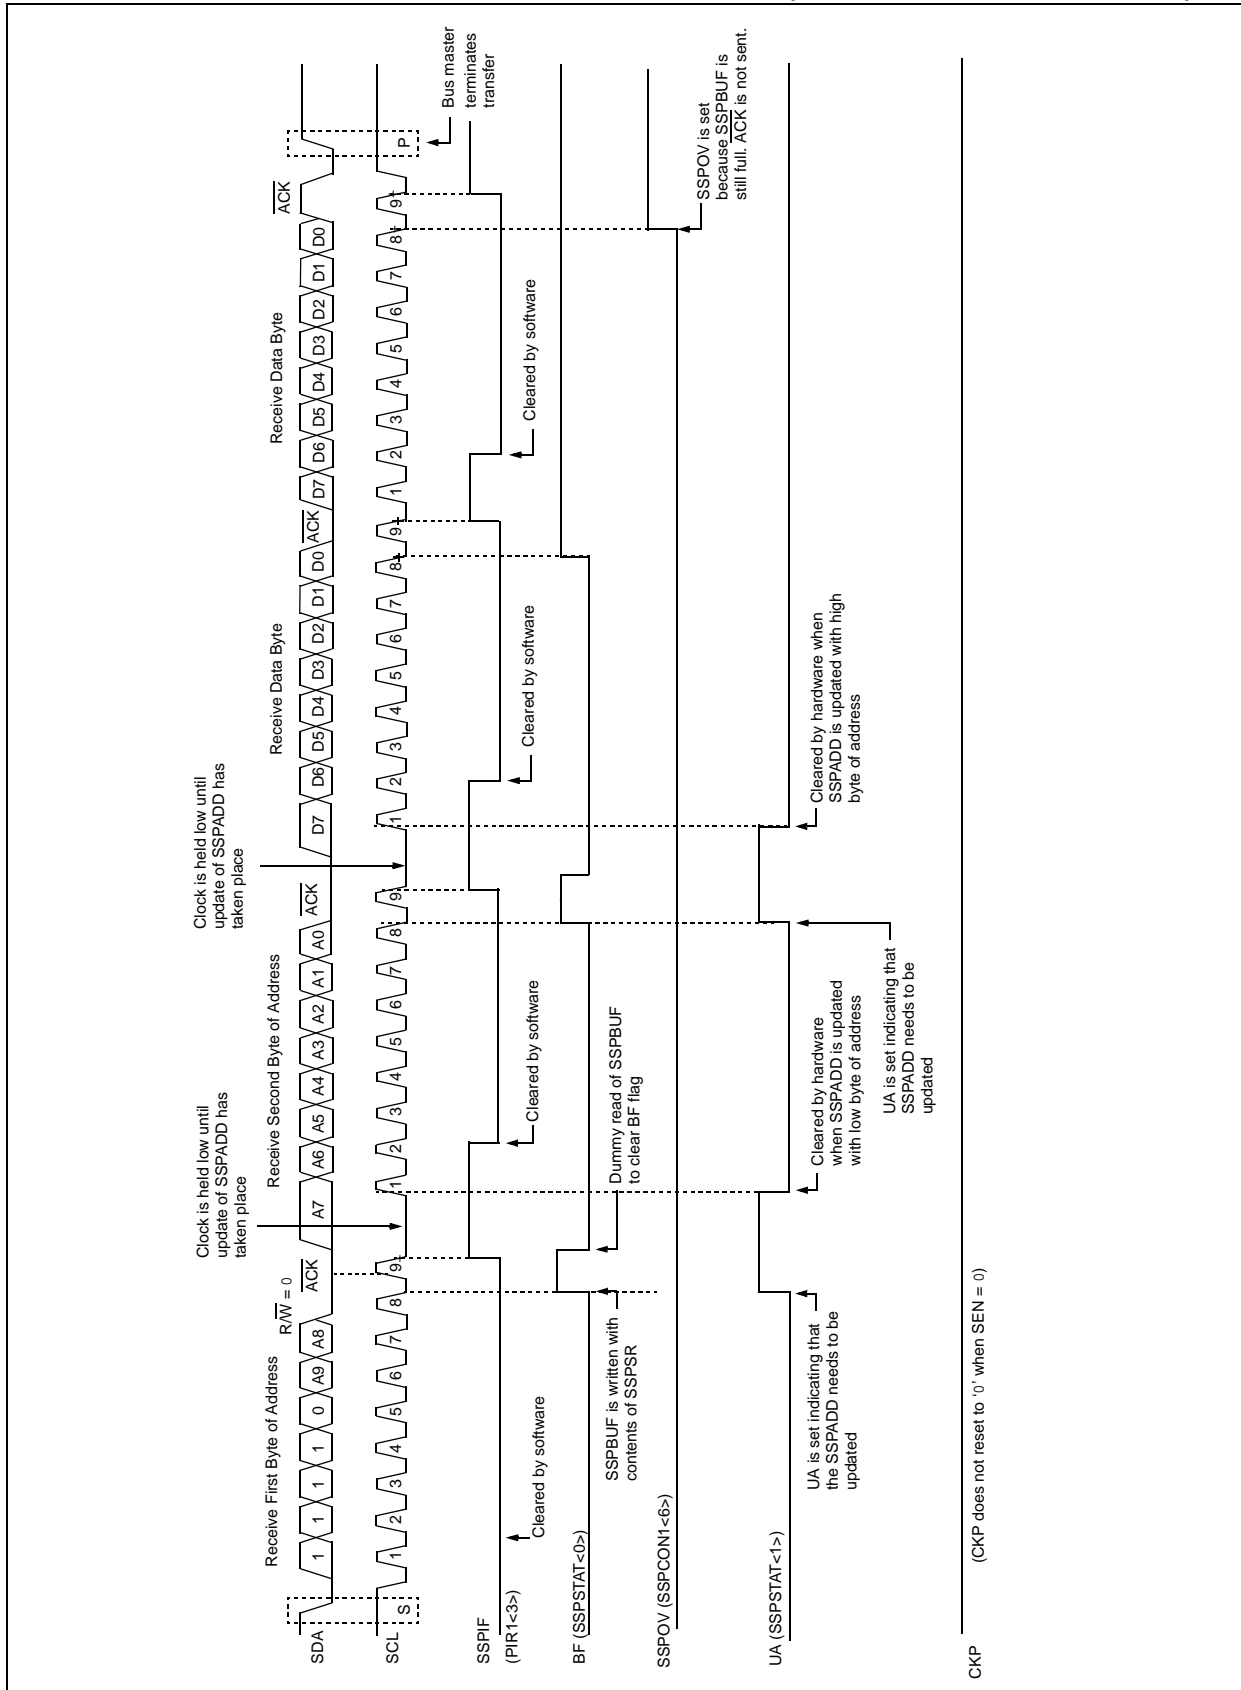 Receive First Byte of Address
R/W = 0
Receive Second Byte of Address
Clock is held low until
update of SSPADD has
taken place
Clock is held low until
update of SSPADD has
taken place
Receive Data Byte
Receive Data Byte
SDA
1 1 1 1 0 A9 A8 ACK A7 A6 A5 A4 A3 A2 A1 A0 ACK D7 D6 D5 D4 D3 D2 D1 D0 ACK D7 D6 D5 D4 D3 D2 D1 D0 ACK
SCL
S 1 2 3 4 5 6 7 8 9 1 2 3 4 5 6 7 8 9 1 2 3 4 5 6 7 8 9 1 2 3 4 5 6 7 8 9 P
Bus master
terminates
transfer
SSPIF
(PIR1<3>)
Cleared by software
Cleared by software
Cleared by software
Cleared by software
BF (SSPSTAT<0>)
SSPBUF is written with
contents of SSPSR
Dummy read of SSPBUF
to clear BF flag
SSPOV (SSPCON1<6>)
SSPOV is set
because SSPBUF is
still full. ACK is not sent.
UA (SSPSTAT<1>)
UA is set indicating that
the SSPADD needs to be
updated
Cleared by hardware
when SSPADD is updated
with low byte of address
UA is set indicating that
SSPADD needs to be
updated
Cleared by hardware when
SSPADD is updated with high
byte of address
CKP
(CKP does not reset to ‘0’ when SEN = 0)